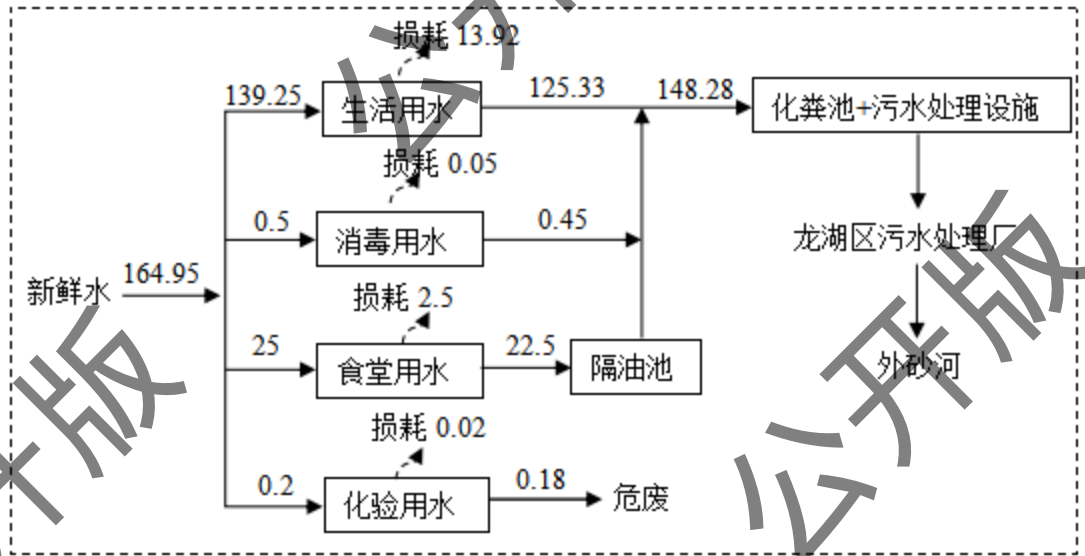 损耗 13.92
139.25
生活用水
125.33
148.28
化粪池+污水处理设施
损耗 0.05
0.5
消毒用水
0.45
龙湖区污水处理厂
新鲜水
164.95
损耗 2.5
25
食堂用水
22.5
隔油池
外砂河
损耗 0.02
0.2
化验用水
0.18
危废
公开版
公开版